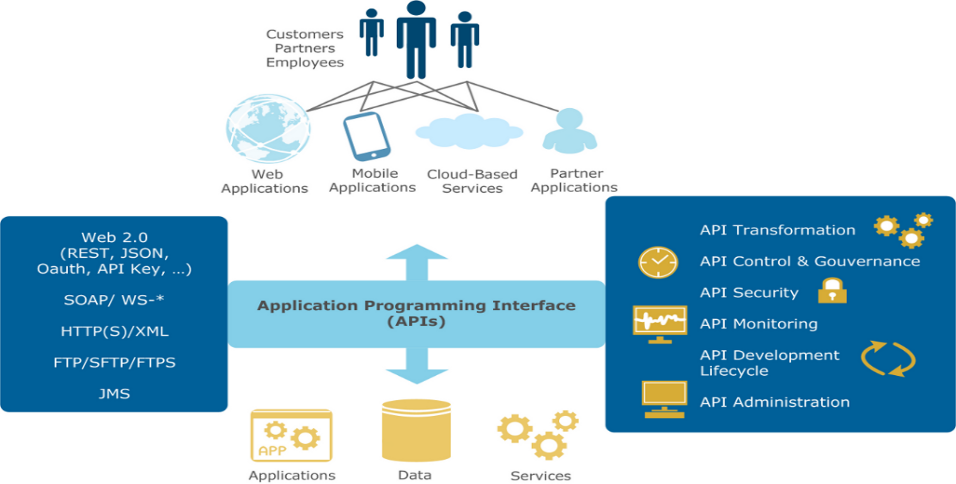 Customers
Partners
Employees
Web
Applications
Mobile
Applications
Cloud-Based
Services
Partner
Applications
Web 2.0
(REST, JSON,
Oauth, API Key, ...)
SOAP/ WS-*
HTTP(S)/XML
FTP/SFTP/FTPS
JMS
Application Programming Interface
(APIs)
API Transformation
API Control & Gouvernance
API Security
API Monitoring
API Development
Lifecycle
API Administration
APP
Applications
Data
Services